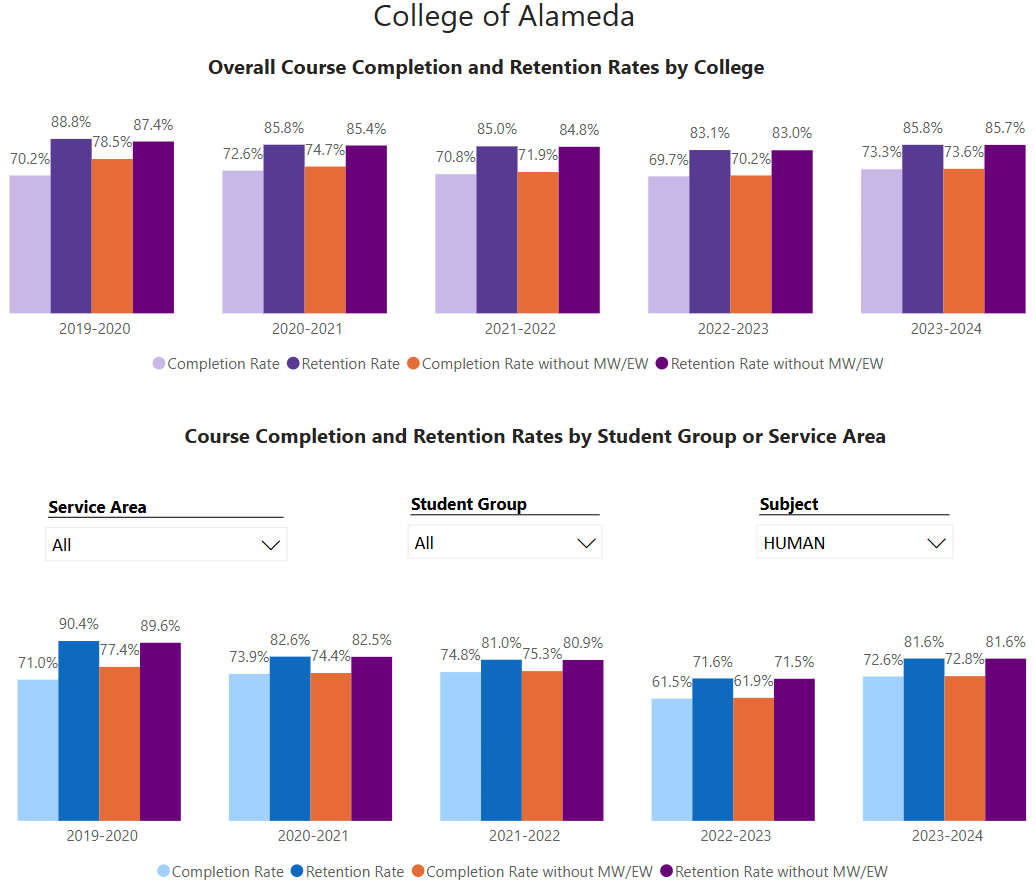 College of Alameda
Overall Course Completion and Retention Rates by College
70.2% 88.8% 78.5% 87.4% 72.6% 85.8% 74.7% 85.4% 70.8% 85.0% 71.9% 84.8% 69.7% 83.1% 70.2% 83.0% 73.3% 85.8% 73.6% 85.7%
2019-2020 2020-2021 2021-2022 2022-2023 2023-2024
Completion Rate Retention Rate Completion Rate without MW/EW Retention Rate without MW/EW
Course Completion and Retention Rates by Student Group or Service Area
Service Area Student Group Subject
All All HUMAN
71.0% 90.4% 77.4% 89.6% 73.9% 82.6% 74.4% 82.5% 74.8% 81.0% 75.3% 80.9% 61.5% 71.6% 61.9% 71.5% 72.6% 81.6% 72.8% 81.6%
2019-2020 2020-2021 2021-2022 2022-2023 2023-2024
Completion Rate Retention Rate Completion Rate without MW/EW Retention Rate without MW/EW